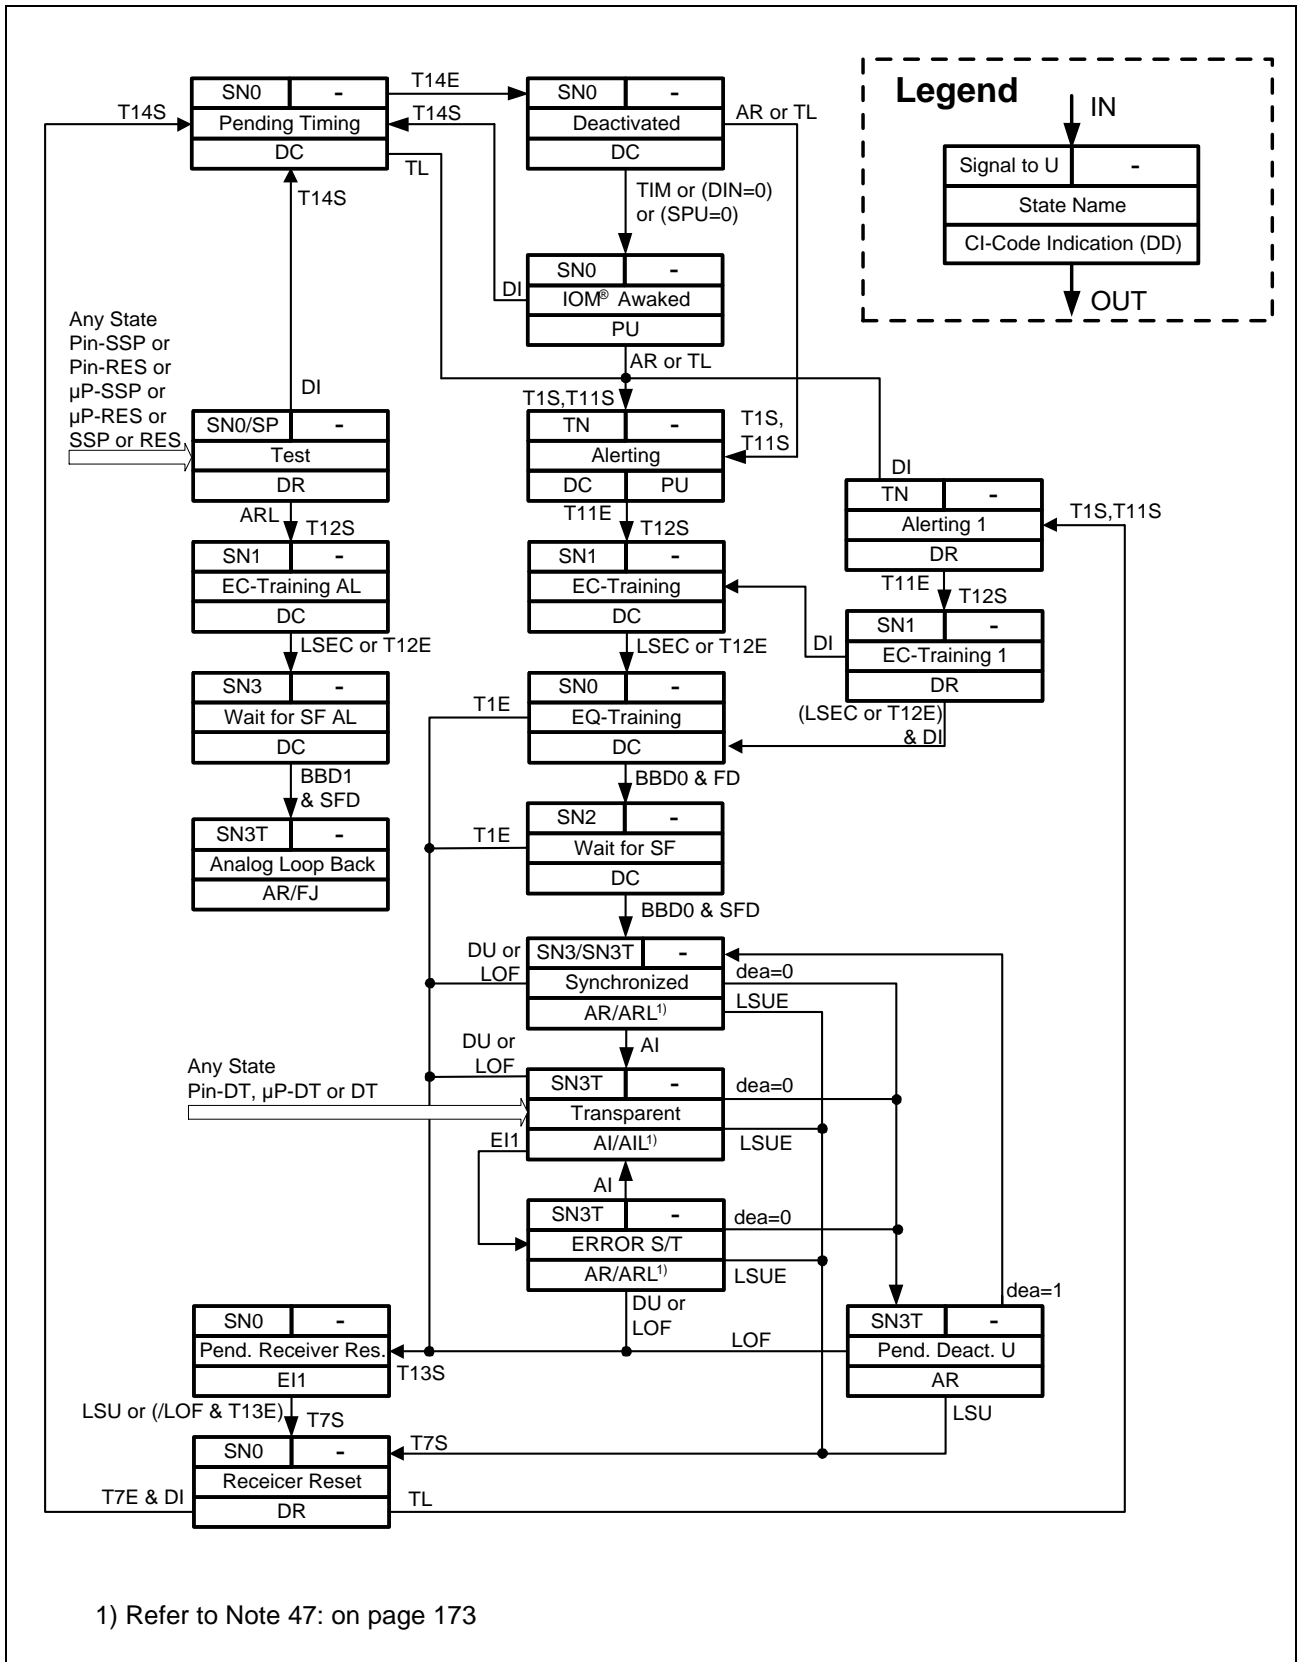 SN0 -
Pending Timing
DC
T14E
T14S
T14S
TL
T14S
SN0 -
Deactivated
DC
AR or TL
TIM or (DIN=0)
or (SPU=0)
SN0 -
IOM® Awaked
PU
DI
AR or TL
Legend
IN
Signal to U -
State Name
CI-Code Indication (DD)
OUT
Any State
Pin-SSP or
Pin-RES or
µP-SSP or
µP-RES or
SSP or RES
DI
SN0/SP -
Test
DR
ARL
T12S
T1S,T11S
TN -
Alerting
DC PU
T1S,
T11S
T11E
T12S
DI
TN -
Alerting 1
DR
T1S,T11S
T11E
T12S
SN1 -
EC-Training AL
DC
LSEC or T12E
SN1 -
EC-Training
DC
LSEC or T12E
DI
SN1 -
EC-Training 1
DR
(LSEC or T12E)
& DI
SN3 -
Wait for SF AL
DC
BBD1
& SFD
T1E
SN0 -
EQ-Training
DC
BBD0 & FD
SN3T -
Analog Loop Back
AR/FJ
T1E
SN2 -
Wait for SF
DC
BBD0 & SFD
DU or
LOF
SN3/SN3T -
Synchronized
AR/ARL1)
dea=0
LSUE
AI
DU or
LOF
Any State
Pin-DT, µP-DT or DT
SN3T -
Transparent
AI/AIL1)
dea=0
LSUE
EI1
AI
SN3T -
ERROR S/T
AR/ARL1)
dea=0
LSUE
DU or
LOF
dea=1
SN0 -
Pend. Receiver Res.
EI1
T13S
LOF
SN3T -
Pend. Deact. U
AR
LSU
LSU or (/LOF & T13E)
T7S
SN0 -
Receicer Reset
DR
T7S
T7E & DI
TL
1) Refer to Note 47: on page 173